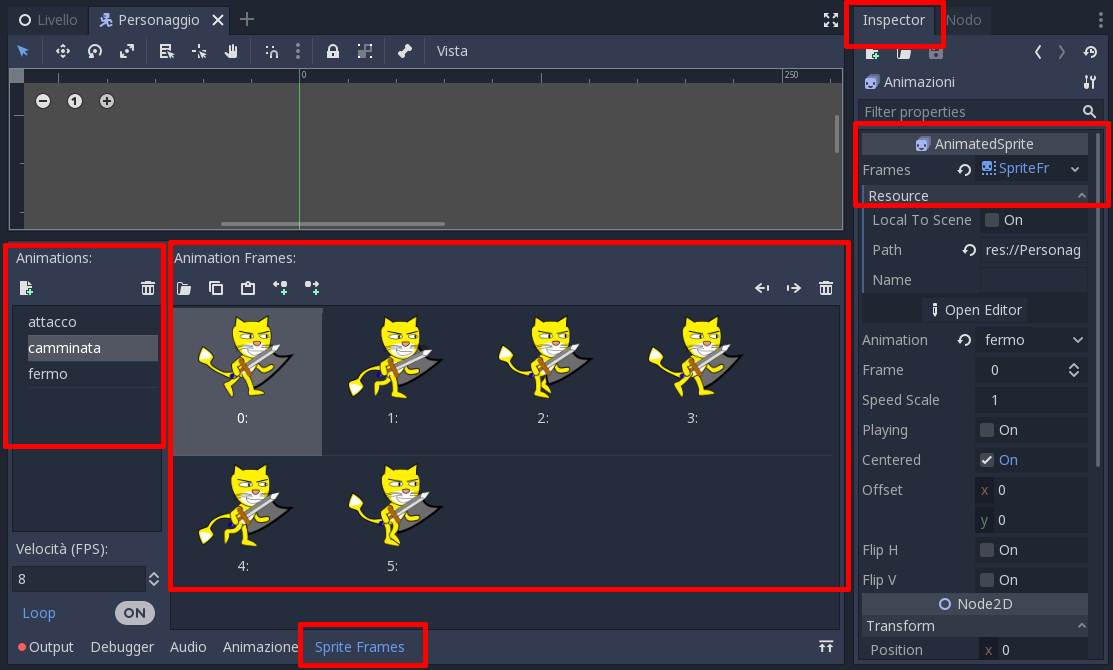 Livello Personaggio Inspector Nodo
Vista
Animazioni
0 250
1
Filter properties
AnimatedSprite
Frames SpriteFr
Resource
Local To Scene On
Path res://Personag
Name
Open Editor
Animation fermo
Frame 0
Speed Scale 1
Playing On
Centered On
Offset x 0
y 0
Flip H On
Flip V On
Node2D
Transform
Position x 0
Animations:
attacco
camminata
fermo
Velocità (FPS):
8
Loop ON
Animation Frames:
0: 1: 2: 3:
4: 5:
Output Debugger Audio Animazione Sprite Frames